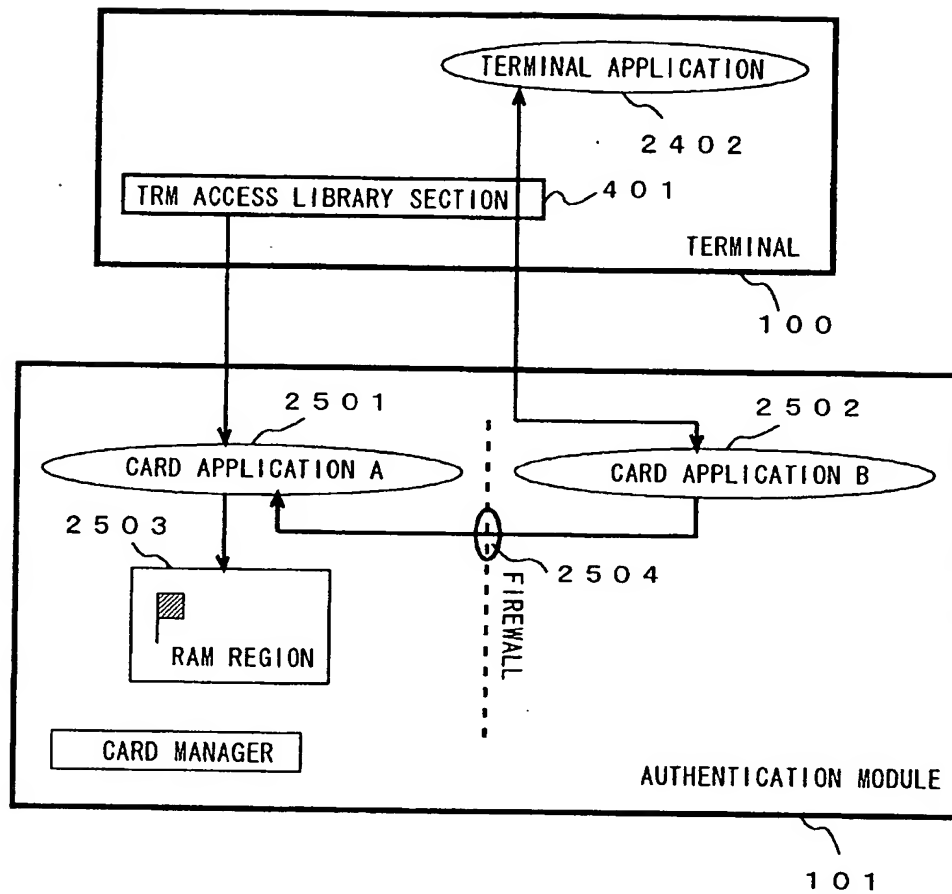 TERMINAL APPLICATION
2402
TRM ACCESS LIBRARY SECTION
401
TERMINAL
100
2501
2502
CARD APPLICATION A
CARD APPLICATION B
2503
2504
FIREWALL
RAM REGION
CARD MANAGER
AUTHENTICATION MODULE
101